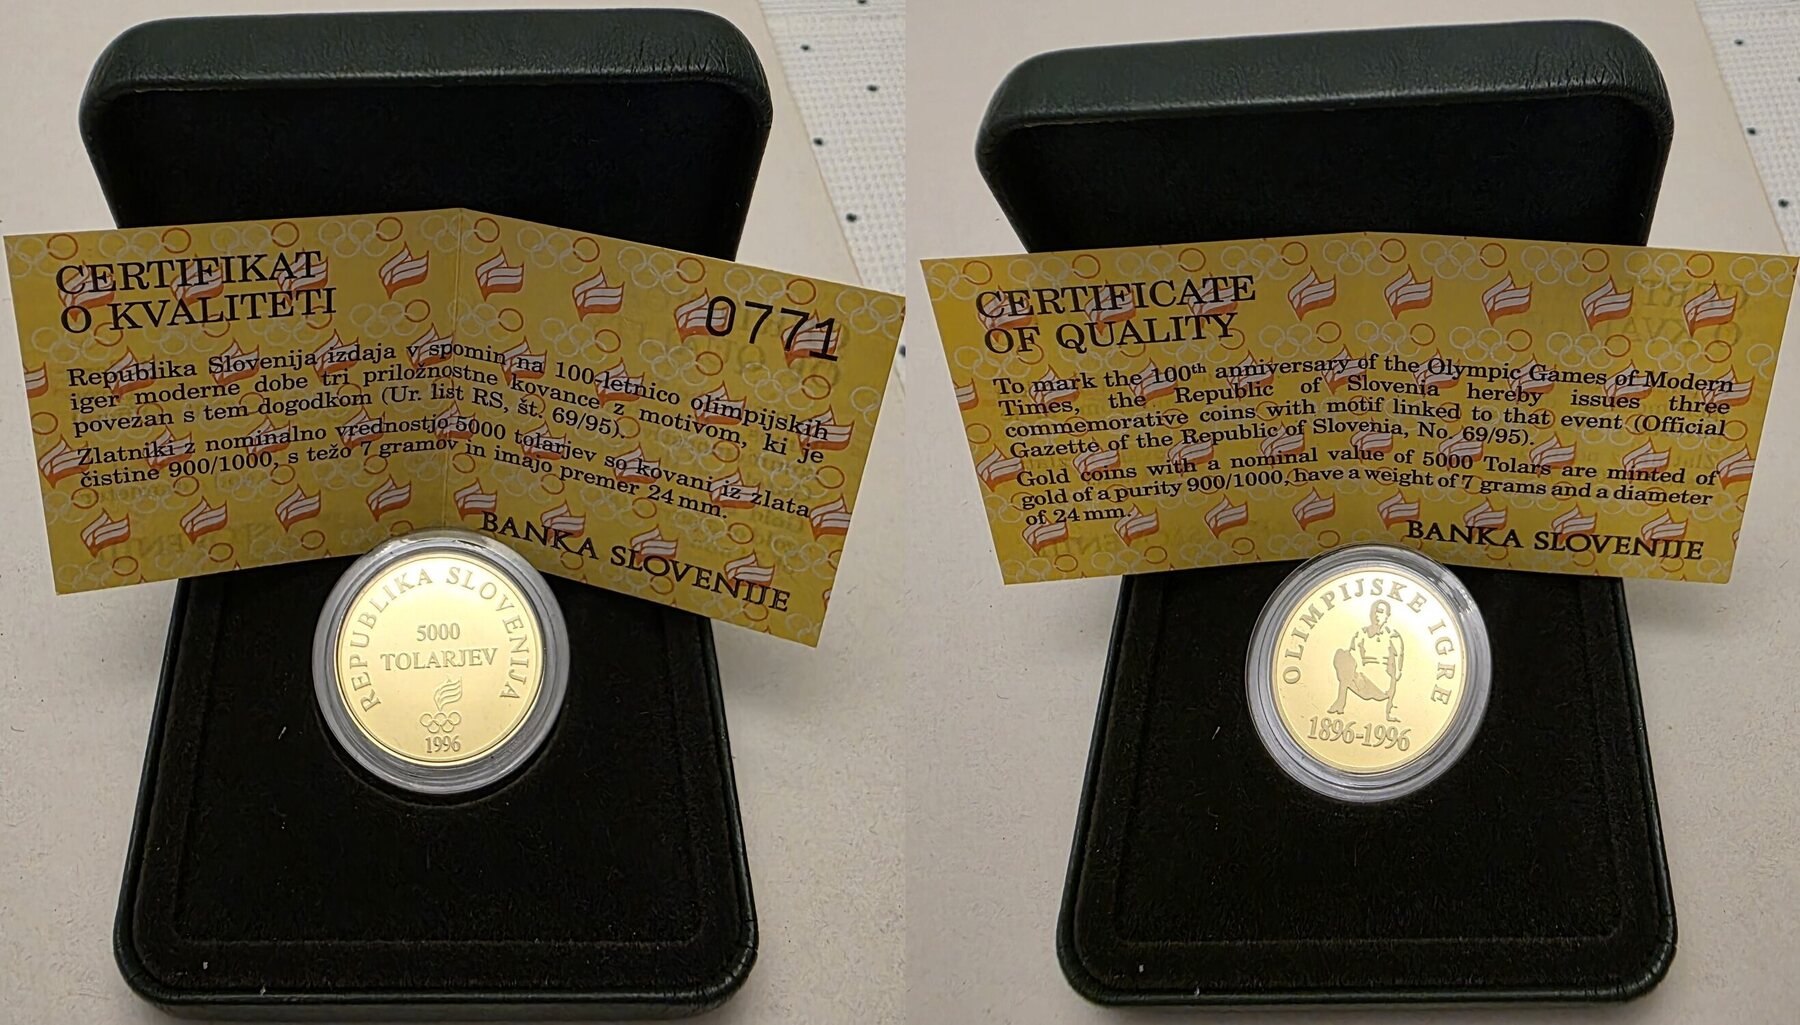 CERTIFIKAT
O KVALITETI
0771
Republika Slovenija izdaja v spomin na 100-letnico olimpijskih
iger moderne dobe tri priložnostne kovance z motivom, ki je
povezan s tem dogodkom (Ur. list RS, št. 69/95).
Zlatniki z nominalno vrednostjo 5000 tolarjev so kovani iz zlata
čistine 900/1000, s težo 7 gramov in imajo premer 24 mm.
BANKA SLOVENIJE
REPUBLIKA SLOVENIJA
5000
TOLARJEV
1996
CERTIFICATE
OF QUALITY
To mark the 100th anniversary of the Olympic Games of Modern
Times, the Republic of Slovenia hereby issues three
commemorative coins with motif linked to that event (Official
Gazette of the Republic of Slovenia, No. 69/95).
Gold coins with a nominal value of 5000 Tolars are minted of
gold of a purity 900/1000, have a weight of 7 grams and a diameter
of 24 mm.
BANKA SLOVENIJE
OLIMPIJSKE IGRE
1896-1996